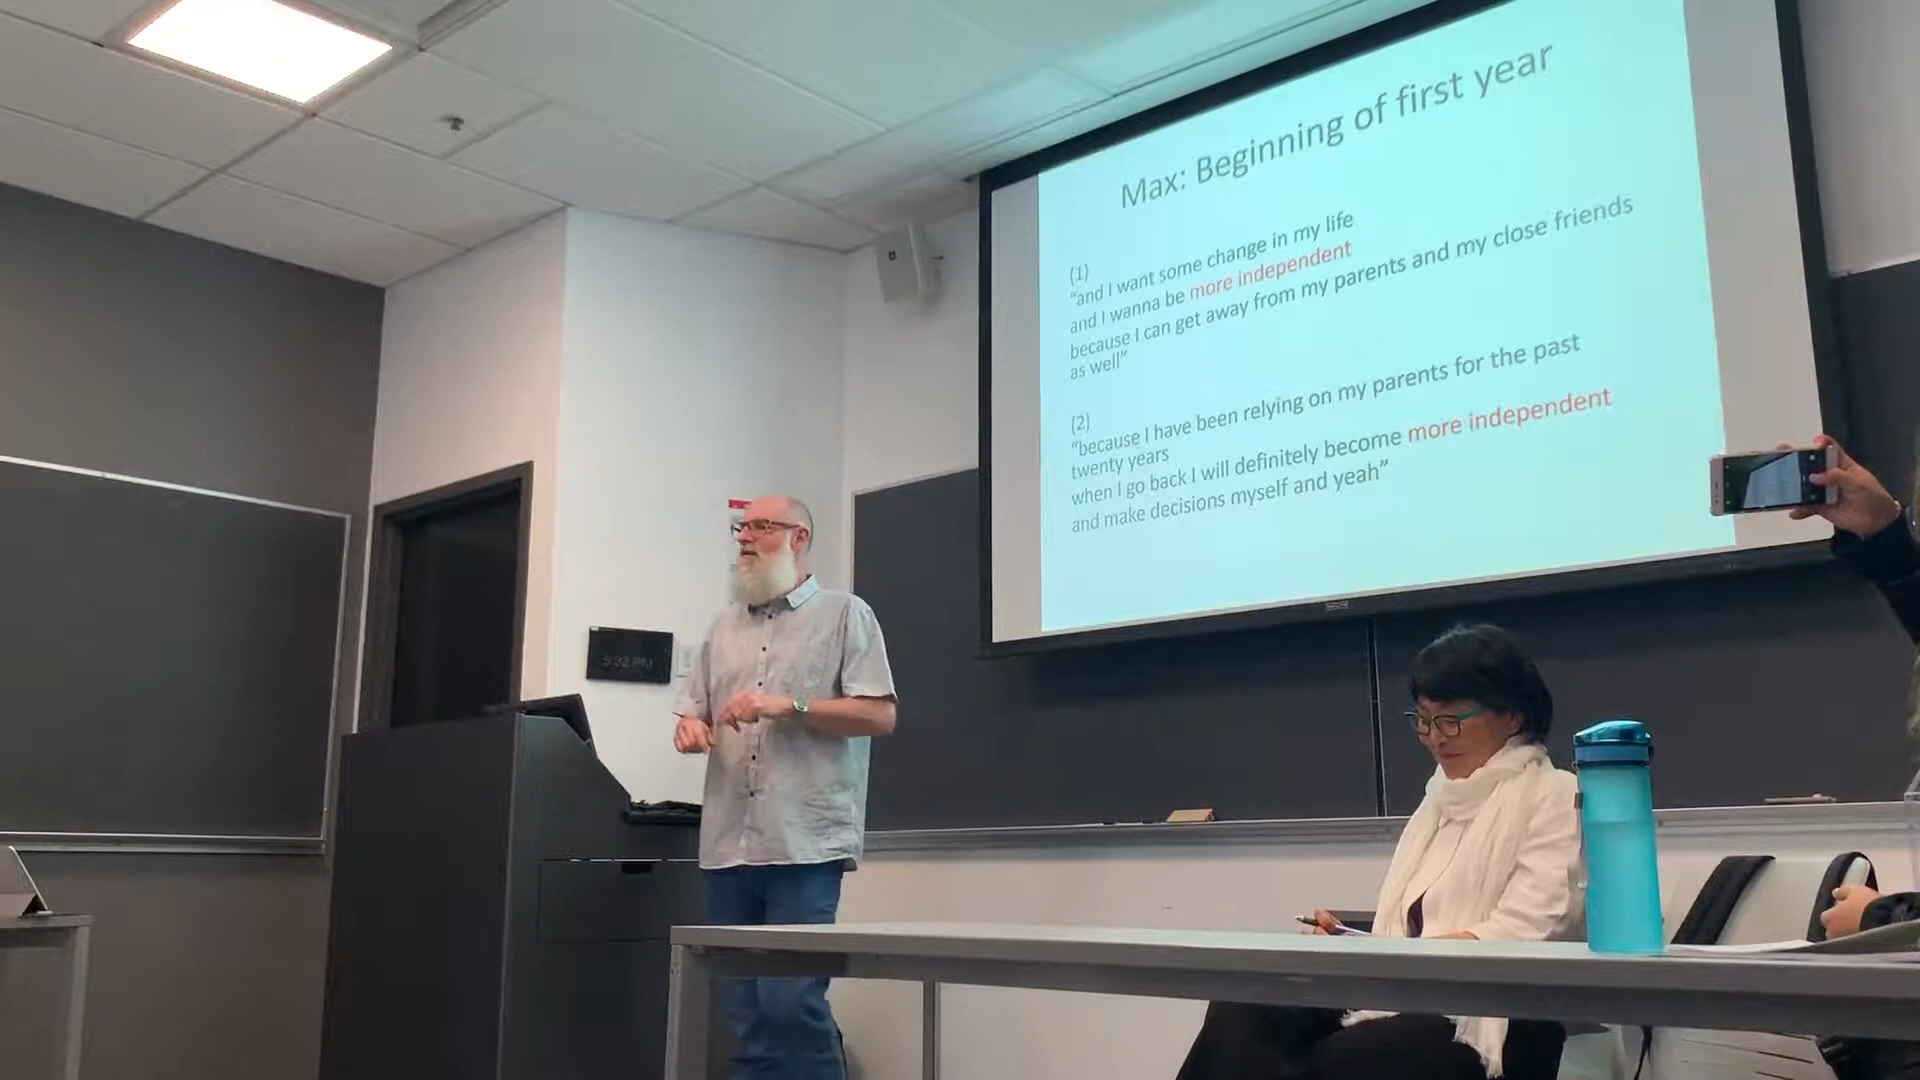 Max: Beginning of first year
(1)
“and I want some change in my life
and I wanna be more independent
because I can get away from my parents and my close friends
as well”
(2)
“because I have been relying on my parents for the past
twenty years
when I go back I will definitely become more independent
and make decisions myself and yeah”
5:32 PM